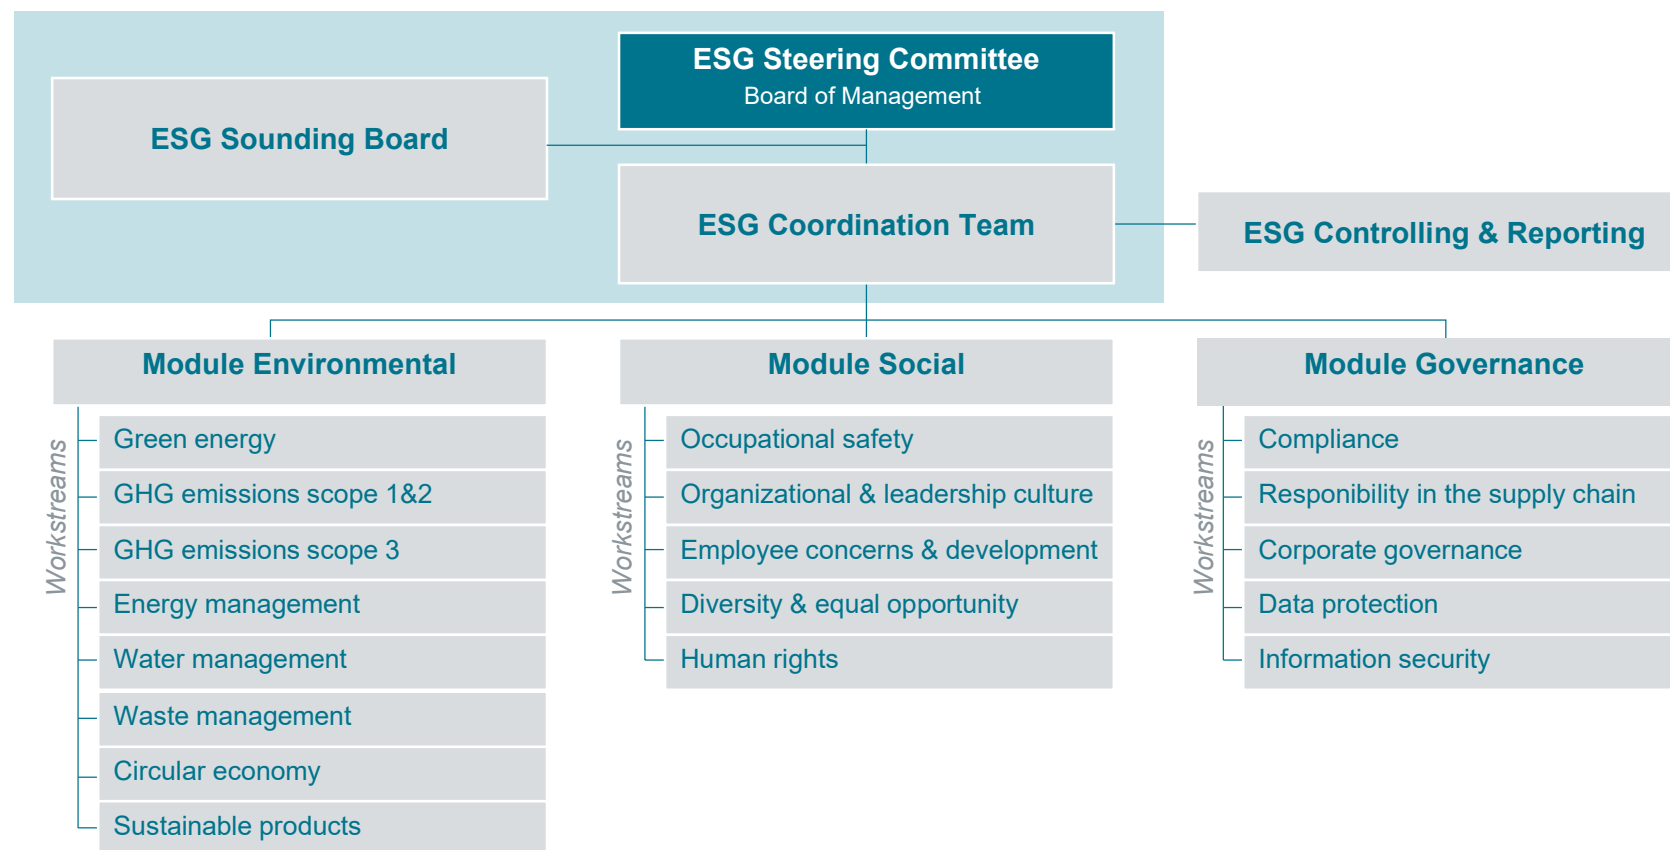 ESG Steering Committee
Board of Management
ESG Sounding Board
ESG Coordination Team
ESG Controlling & Reporting
Module Environmental
Workstreams
Green energy
GHG emissions scope 1&2
GHG emissions scope 3
Energy management
Water management
Waste management
Circular economy
Sustainable products
Module Social
Workstreams
Occupational safety
Organizational & leadership culture
Employee concerns & development
Diversity & equal opportunity
Human rights
Module Governance
Workstreams
Compliance
Responibility in the supply chain
Corporate governance
Data protection
Information security